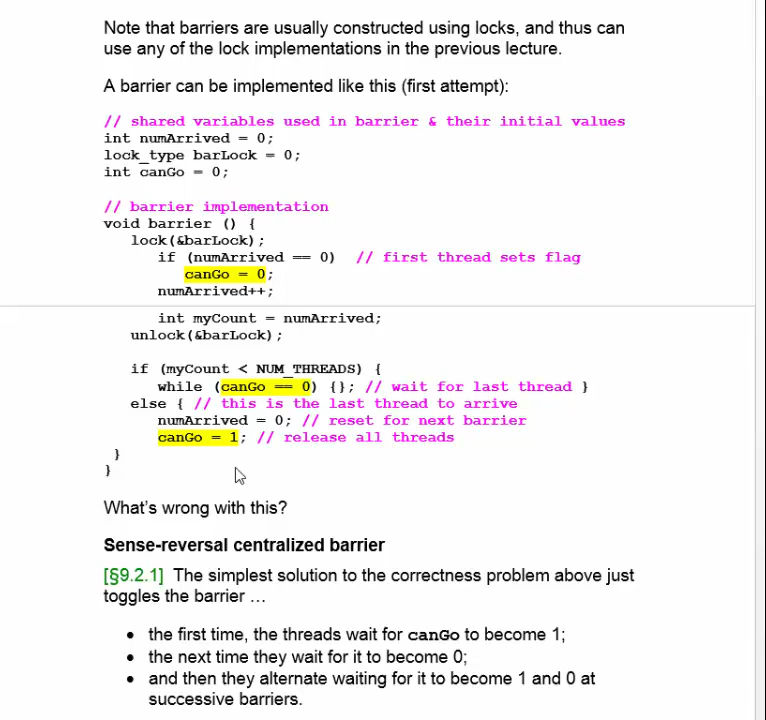 Note that barriers are usually constructed using locks, and thus can
use any of the lock implementations in the previous lecture.
A barrier can be implemented like this (first attempt):
// shared variables used in barrier & their initial values
int numArrived = 0;
lock_type barLock = 0;
int canGo = 0;
// barrier implementation
void barrier () {
lock(&barLock);
if (numArrived == 0) // first thread sets flag
canGo = 0;
numArrived++;
int myCount = numArrived;
unlock(&barLock);
if (myCount < NUM_THREADS) {
while (canGo == 0) {}; // wait for last thread }
else { // this is the last thread to arrive
numArrived = 0; // reset for next barrier
canGo = 1; // release all threads
}
}
What's wrong with this?
Sense-reversal centralized barrier
[§9.2.1] The simplest solution to the correctness problem above just
toggles the barrier …
• the first time, the threads wait for canGo to become 1;
• the next time they wait for it to become 0;
• and then they alternate waiting for it to become 1 and 0 at
successive barriers.